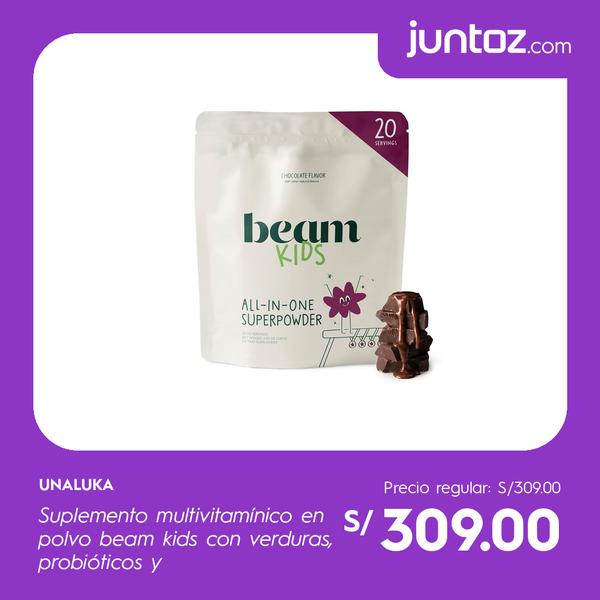 juntoz.com
20
SERVINGS
CHOCOLATE FLAVOR
beam
KIDS
ALL-IN-ONE
SUPERPOWDER
UNALUKA
Precio regular: S/309.00
Suplemento multivitamínico en
polvo beam kids con verduras,
probióticos y
S/ 309.00